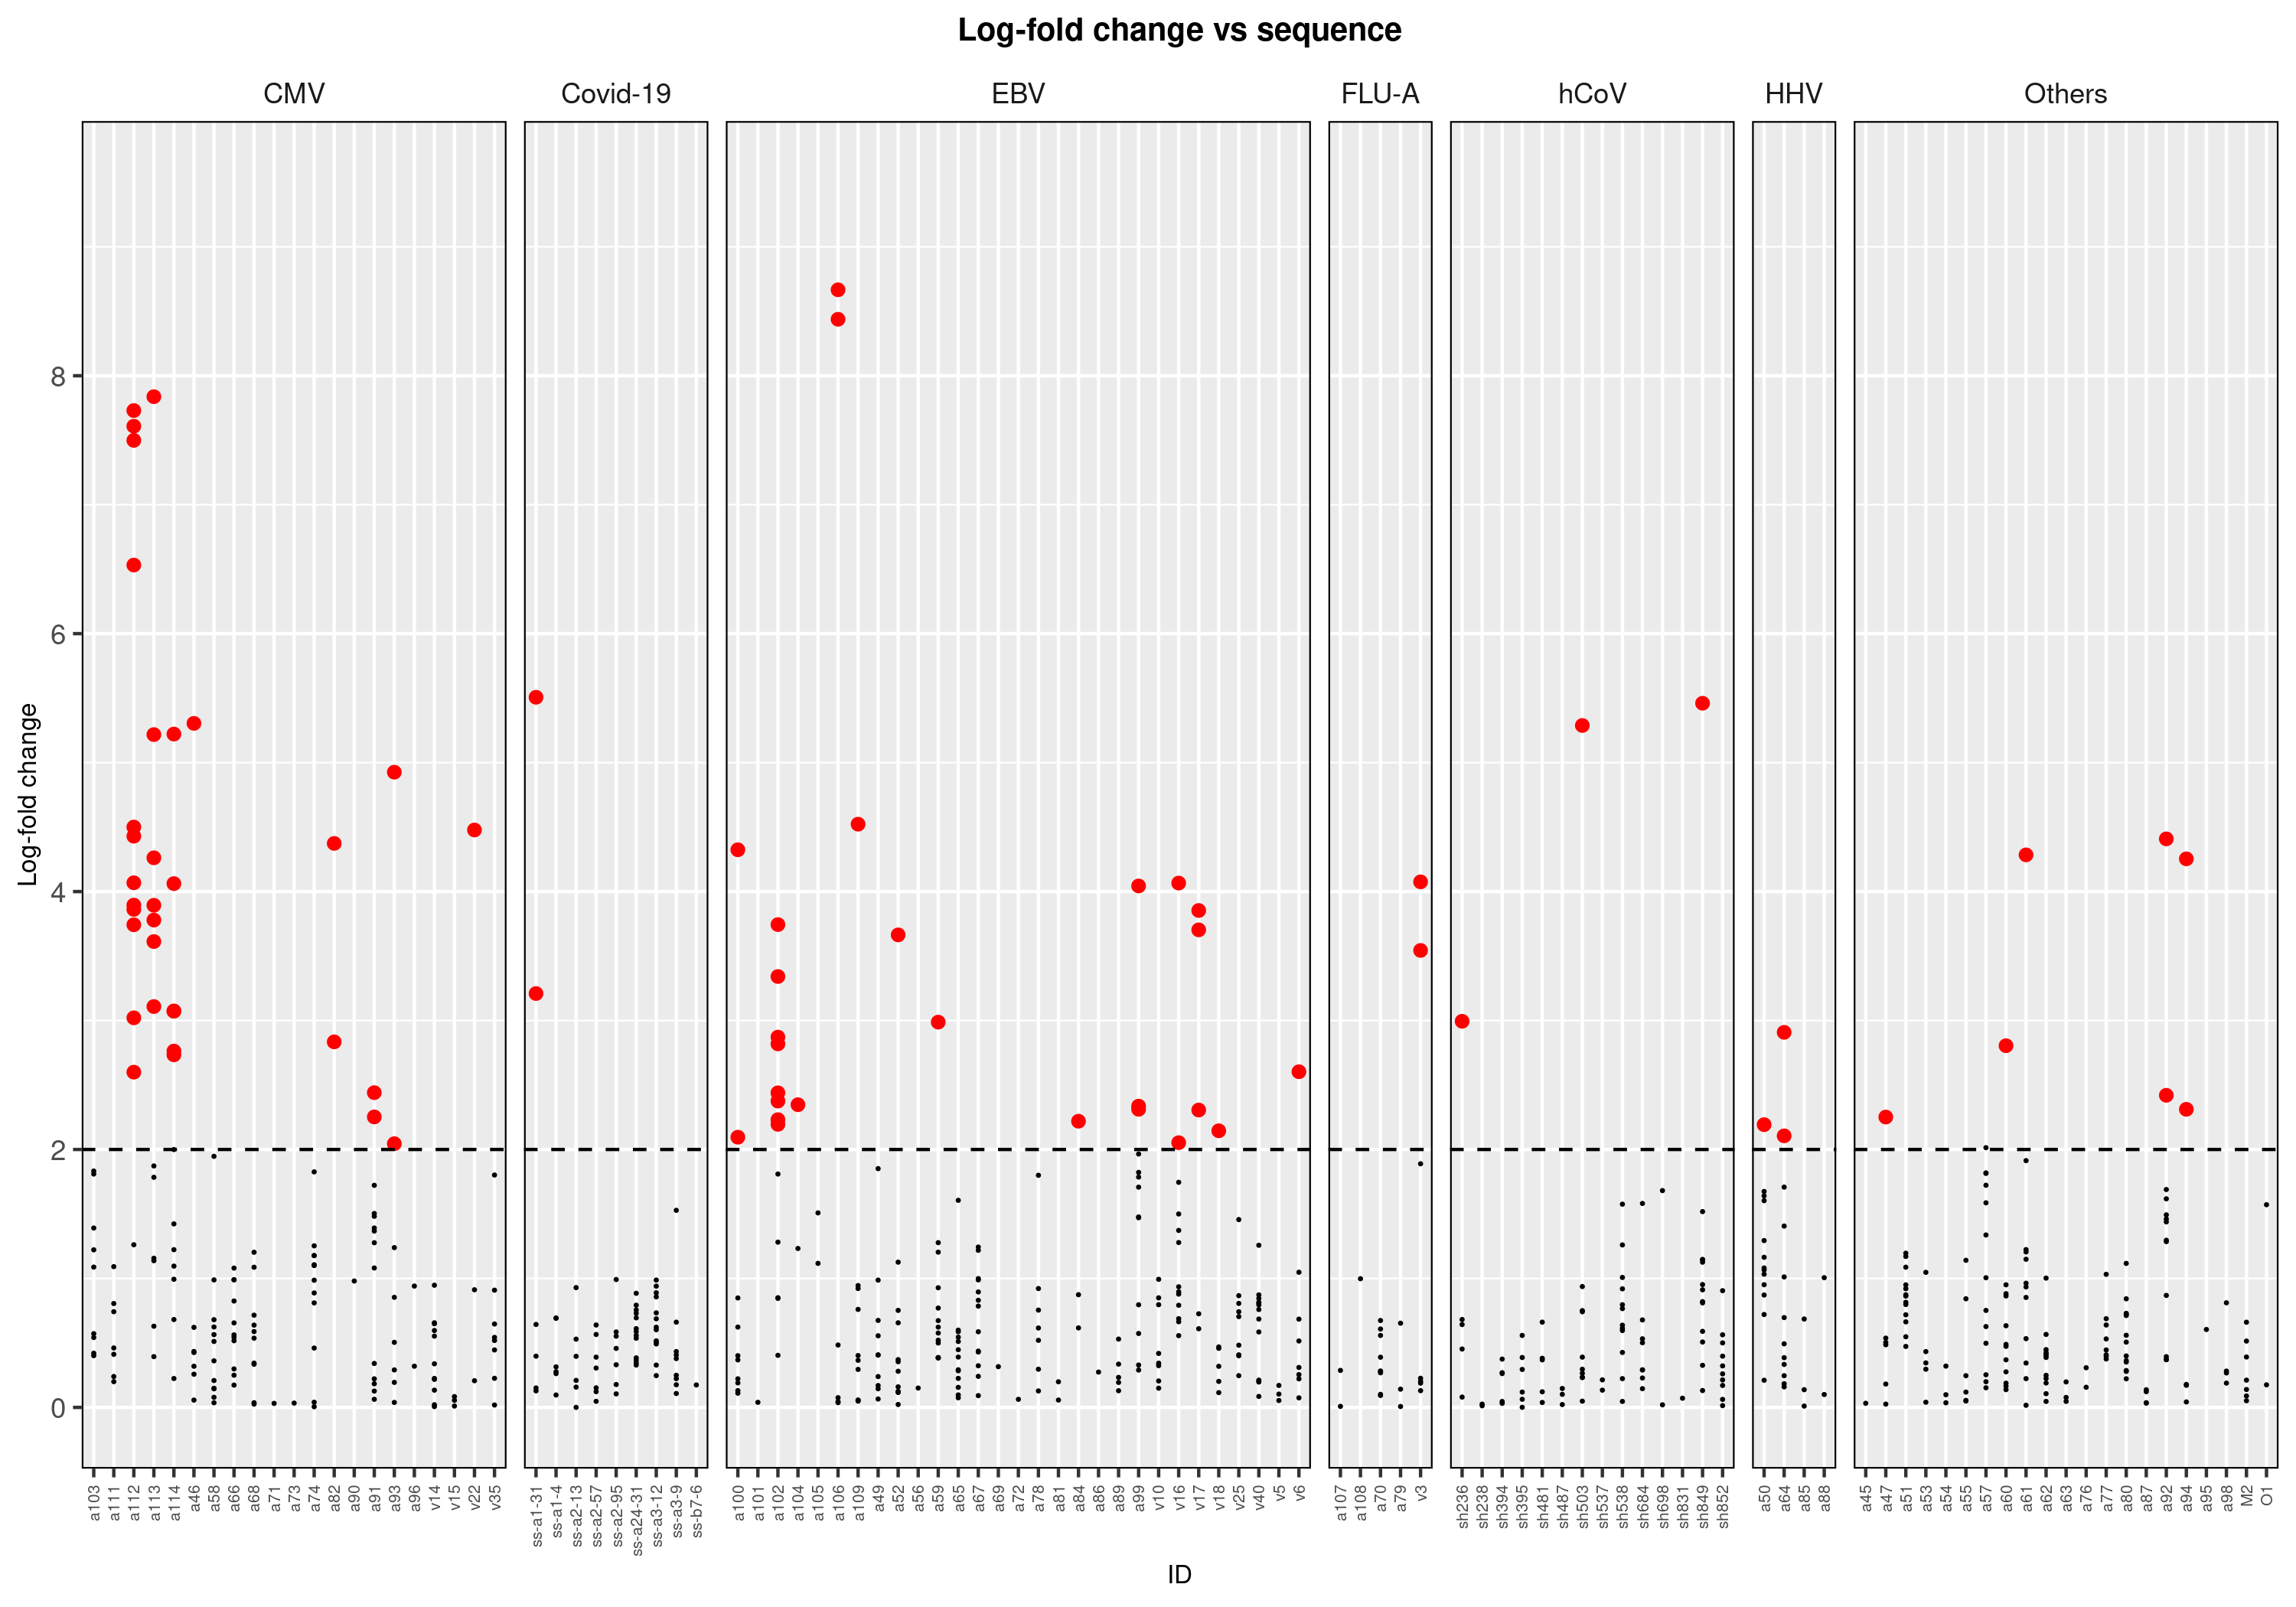 Log-fold change vs sequence
CMV Covid-19 EBV FLU-A hCoV HHV Others
8
6
4
2
0
Log-fold change
a103 a111 a112 a113 a114 a46 a58 a66 a68 a71 a73 a74 a82 a90 a91 a93 a96 v14 v15 v22 v35 ss-a1-31 ss-a1-4 ss-a2-13 ss-a2-57 ss-a2-95 ss-a24-31 ss-a3-12 ss-a3-9 ss-b7-6 a100 a101 a102 a104 a105 a106 a109 a49 a52 a56 a59 a65 a67 a69 a72 a78 a81 a84 a86 a89 a99 v10 v16 v17 v18 v25 v40 v5 v6 a107 a108 a70 a79 v3 sh236 sh238 sh394 sh395 sh481 sh487 sh503 sh537 sh538 sh684 sh698 sh831 sh849 sh852 a50 a64 a85 a88 a45 a47 a51 a53 a54 a55 a57 a60 a61 a62 a63 a76 a77 a80 a87 a92 a94 a95 a98 M2 O1
ID